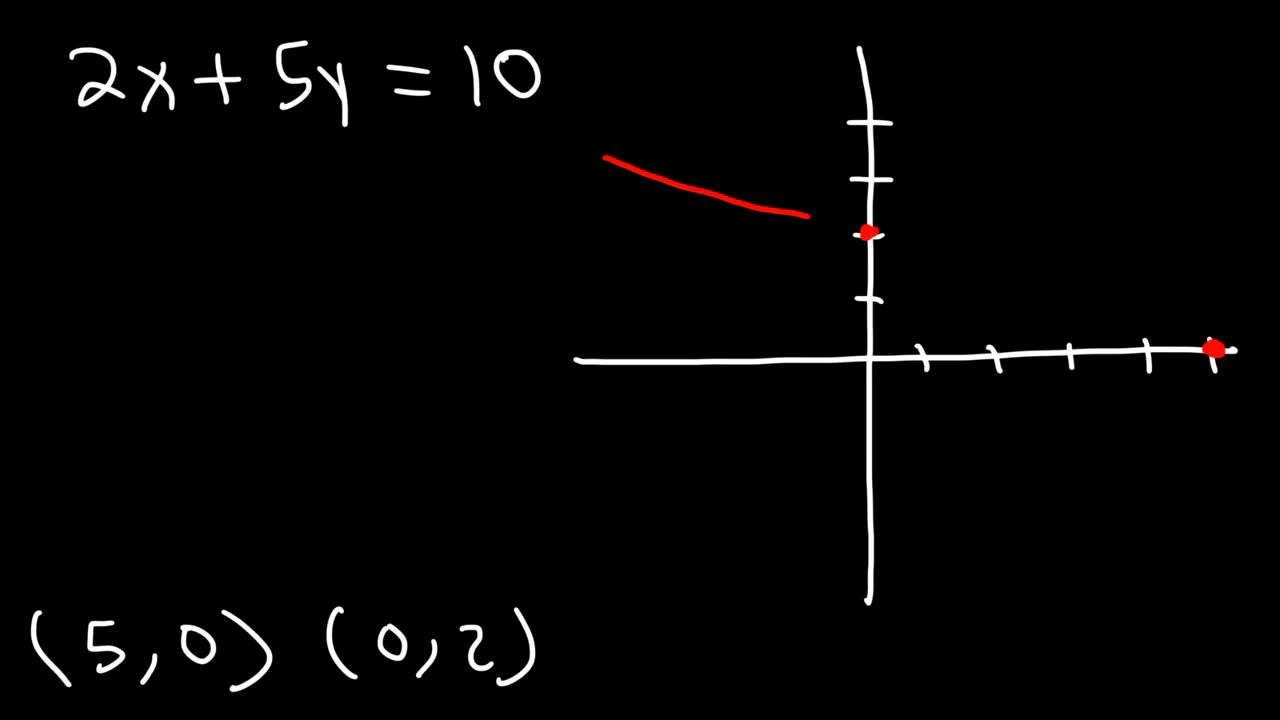 2x + 5y = 10
(5,0) (0,2)